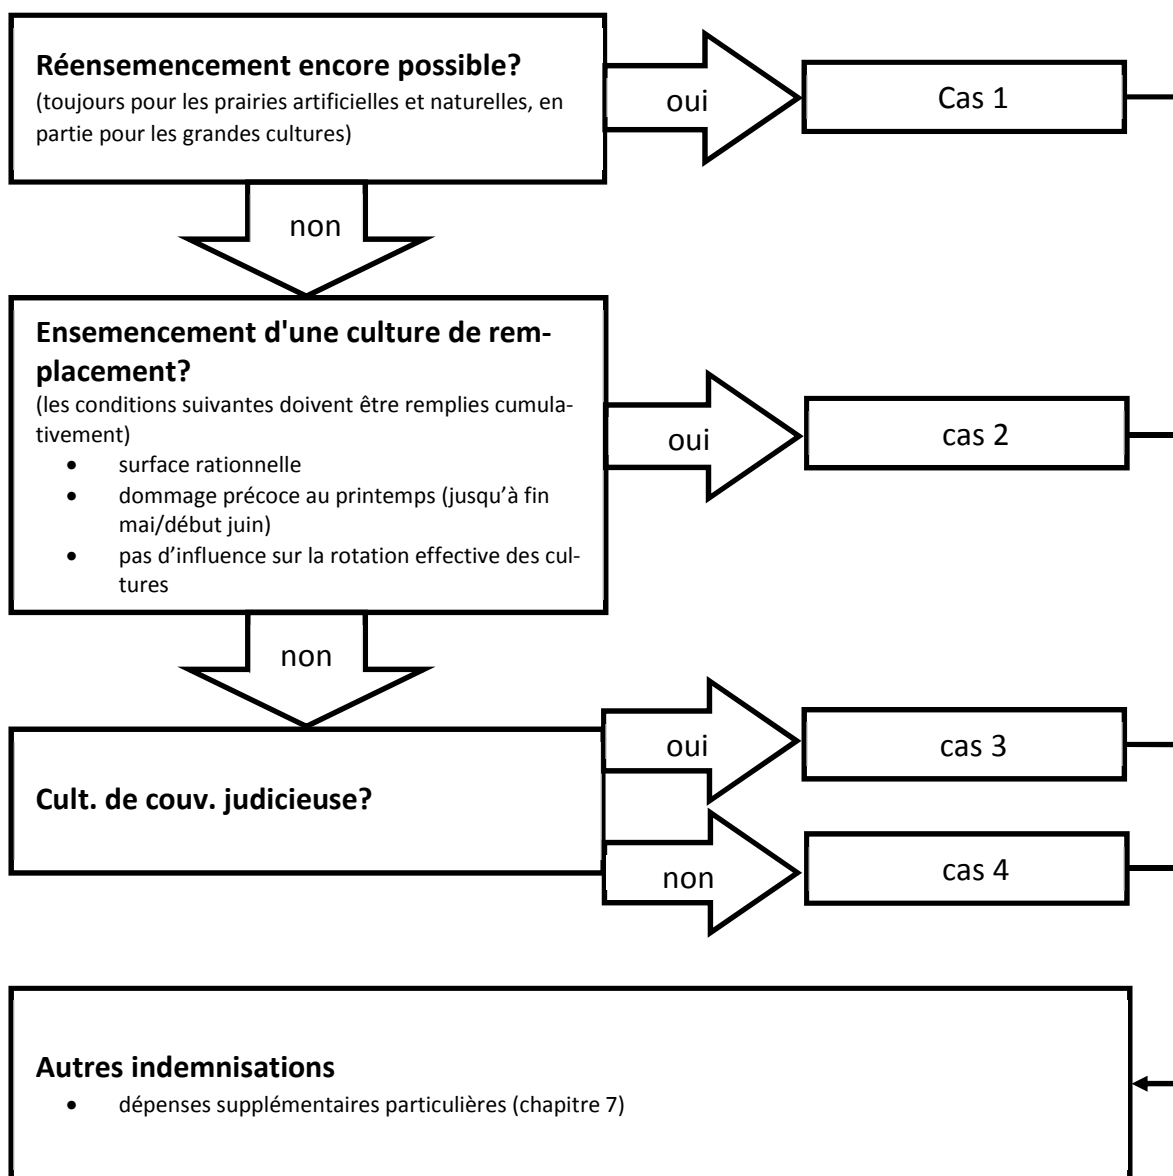 Réensemencement encore possible?
(toujours pour les prairies artificielles et naturelles, en
partie pour les grandes cultures)
oui
Cas 1
non
Ensemencement d'une culture de rem-
placement?
(les conditions suivantes doivent être remplies cumula-
tivement)
• surface rationnelle
• dommage précoce au printemps (jusqu’à fin
mai/début juin)
• pas d’influence sur la rotation effective des cul-
tures
oui
cas 2
non
Cult. de couv. judicieuse?
oui
cas 3
non
cas 4
Autres indemnisations
• dépenses supplémentaires particulières (chapitre 7)